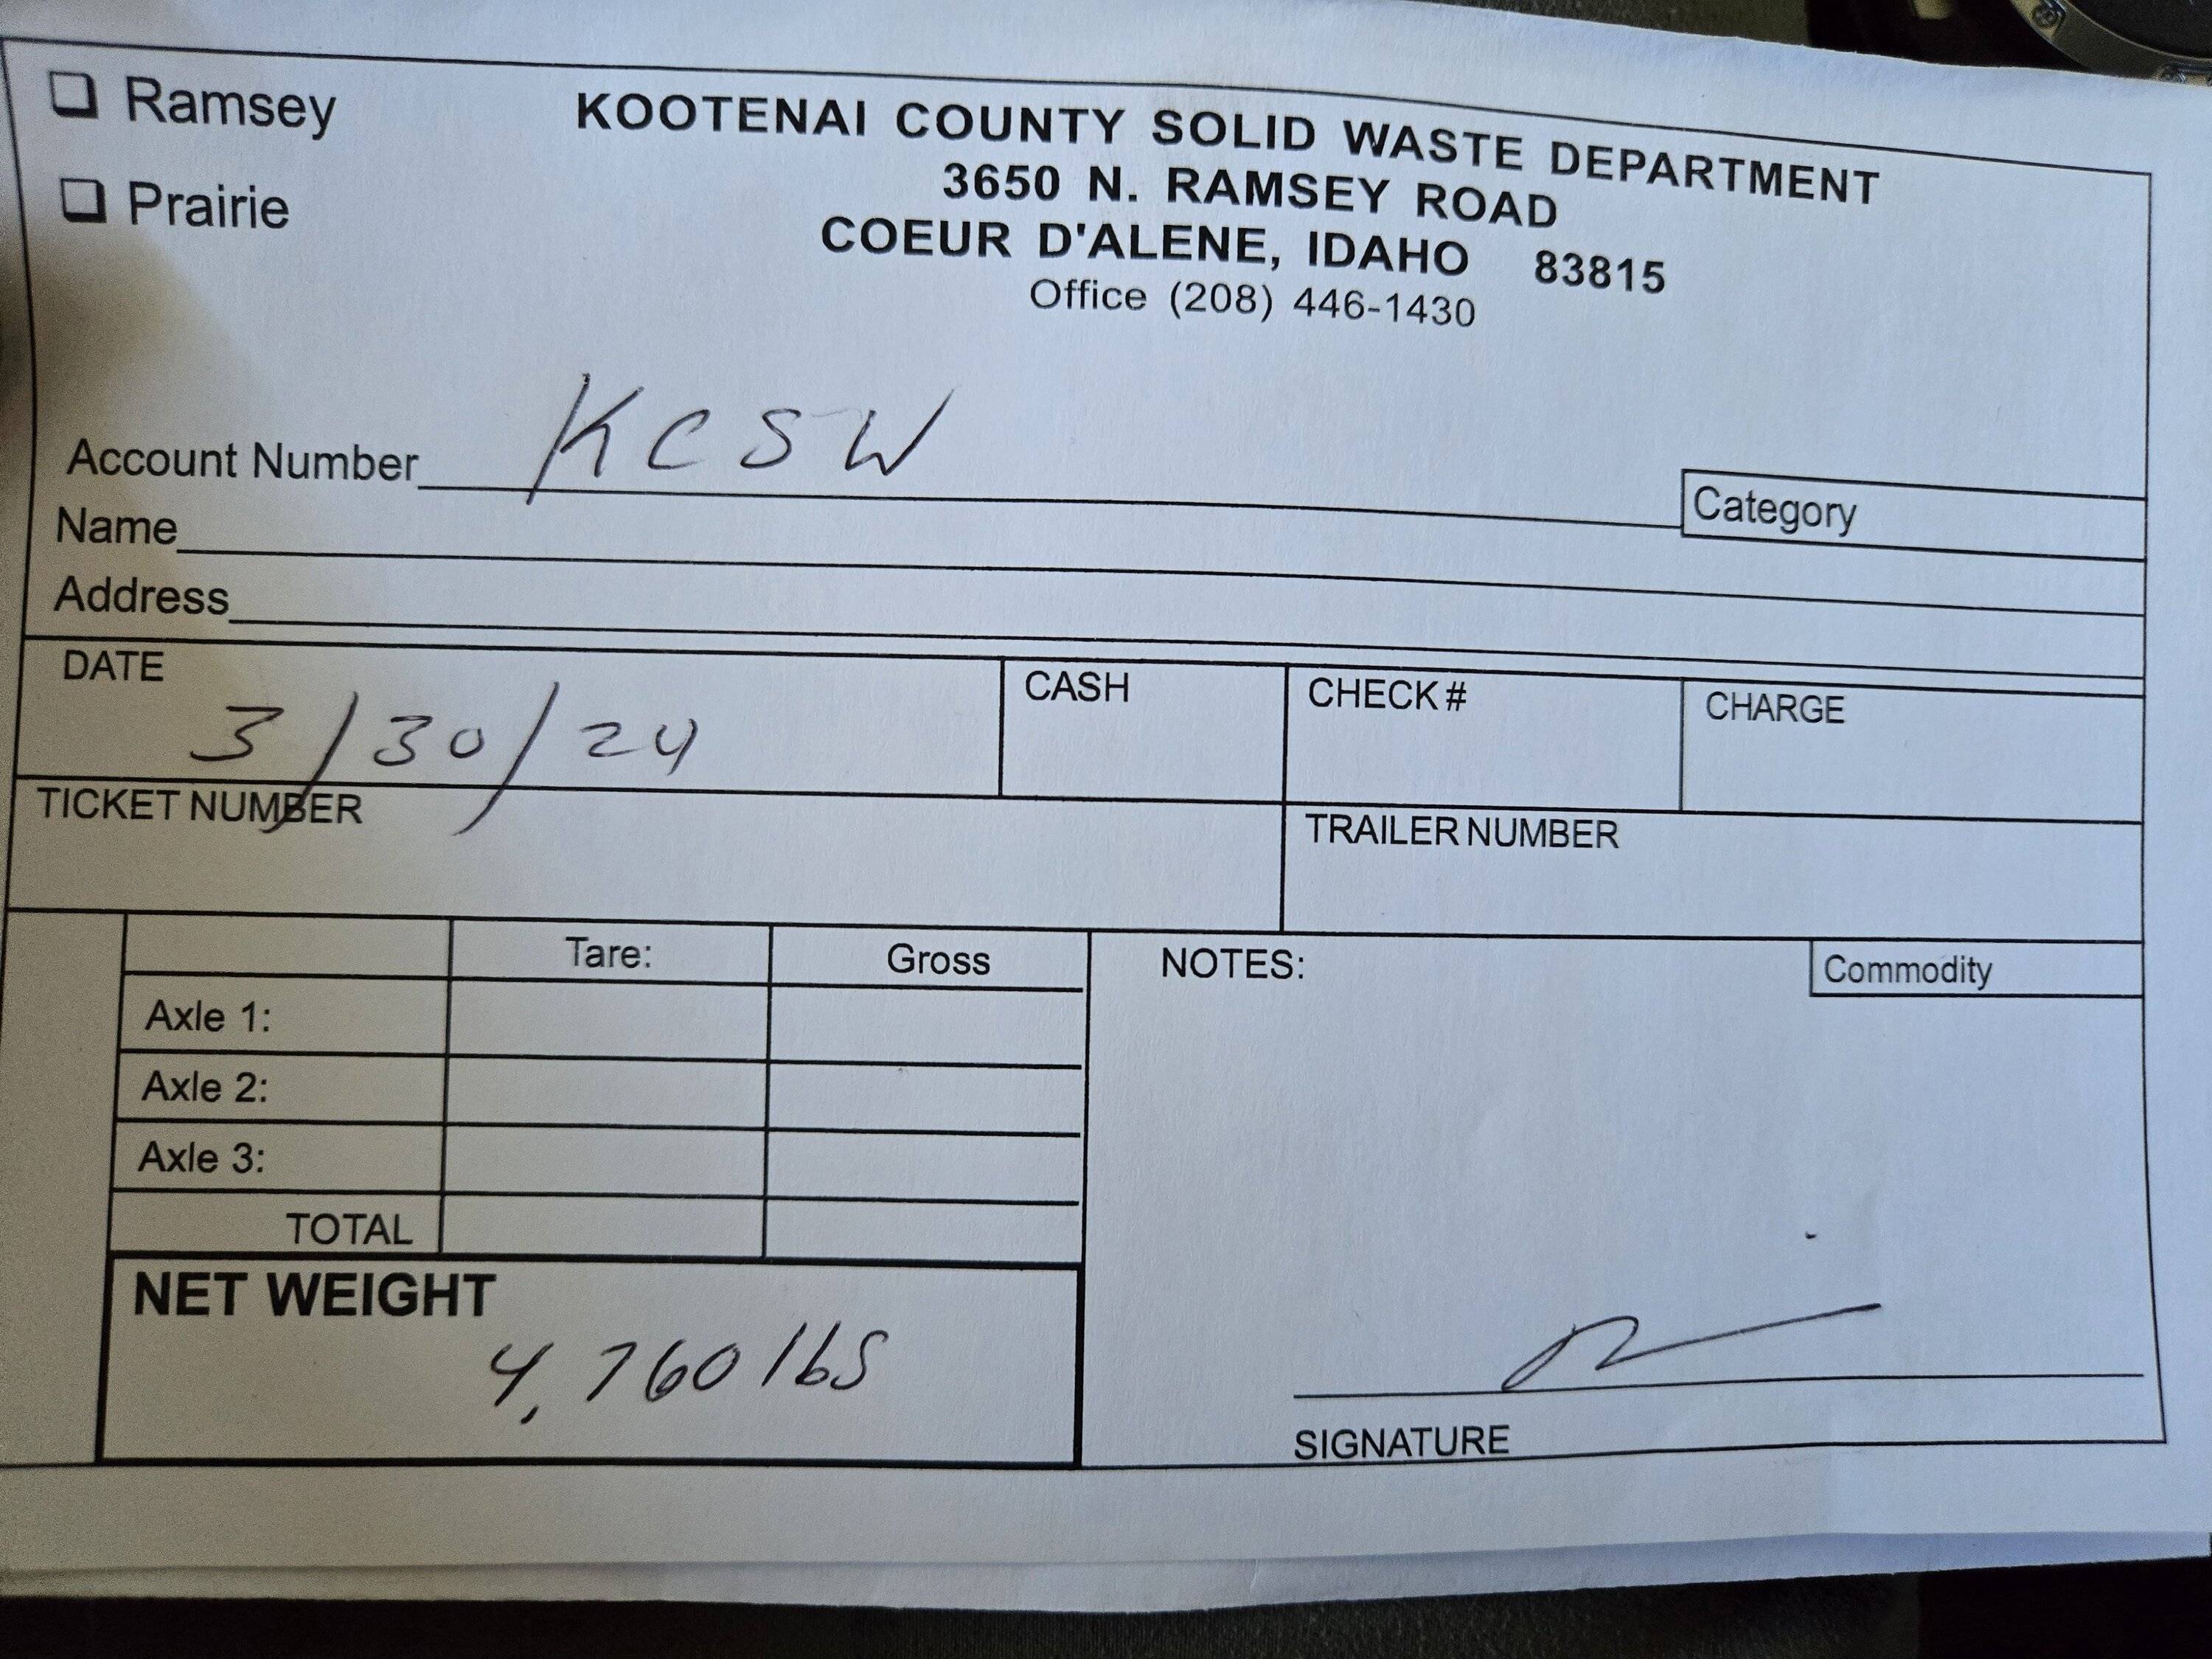 Ramsey
Prairie
KOOTENAI COUNTY SOLID WASTE DEPARTMENT
3650 N. RAMSEY ROAD
COEUR D'ALENE, IDAHO 83815
Office (208) 446-1430
Account Number KCSW
Category
Name
Address
DATE
3/30/24
CASH
CHECK #
CHARGE
TICKET NUMBER
TRAILER NUMBER
Tare:
Gross
Axle 1:
Axle 2:
Axle 3:
TOTAL
NET WEIGHT
4,760 lbs
NOTES:
Commodity
SIGNATURE